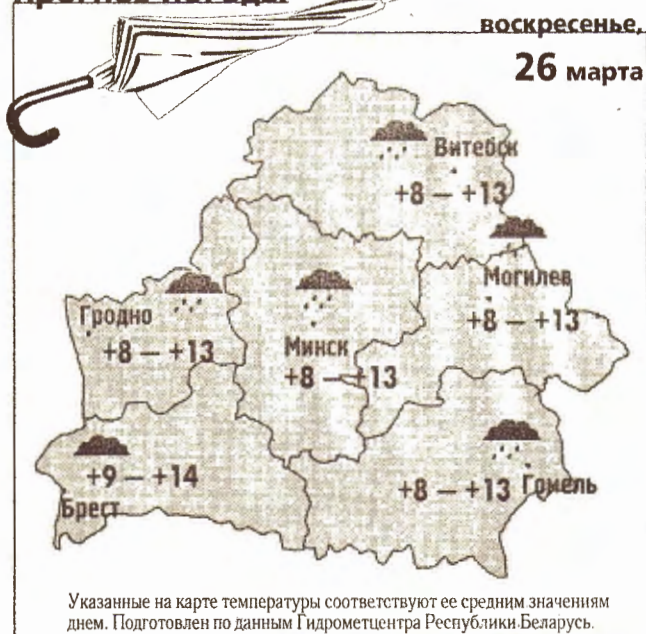 воскресенье,
26 марта
Витебск
+8 — +13
Могилев
+8 — +13
Гродно
+8 — +13
Минск
+8 — +13
+9 — +14
Брест
+8 — +13 Гомель
Указанные на карте температуры соответствуют ее средним значениям
днем. Подготовлен по данным Гидрометцентра Республики Беларусь.